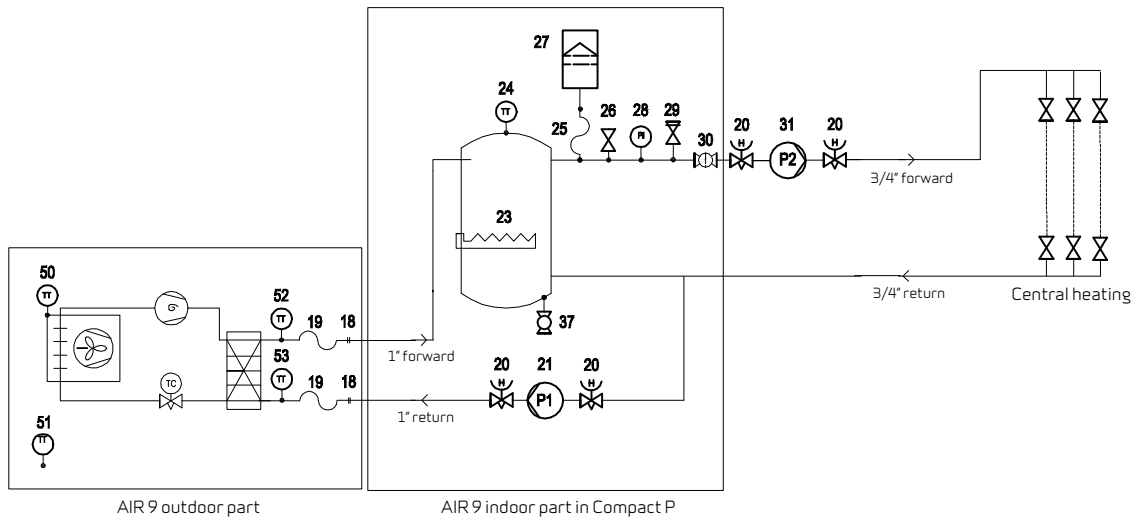 27
24
26
28
29
20
31
20
TT
25
PI
30
H
P2
H
3/4" forward
23
50
52
19
18
3/4" return
Central heating
TT
G
TT
37
1" forward
53
19
18
20
21
20
TC
TT
H
P1
H
1" return
51
TT
AIR 9 outdoor part
AIR 9 indoor part in Compact P